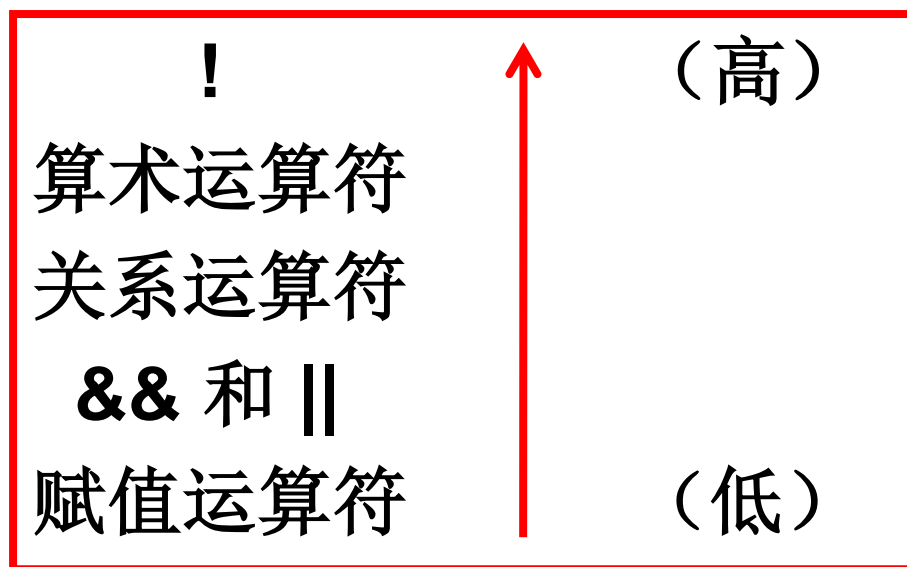 ! （高）
算术运算符
关系运算符
&& 和 ||
赋值运算符 （低）